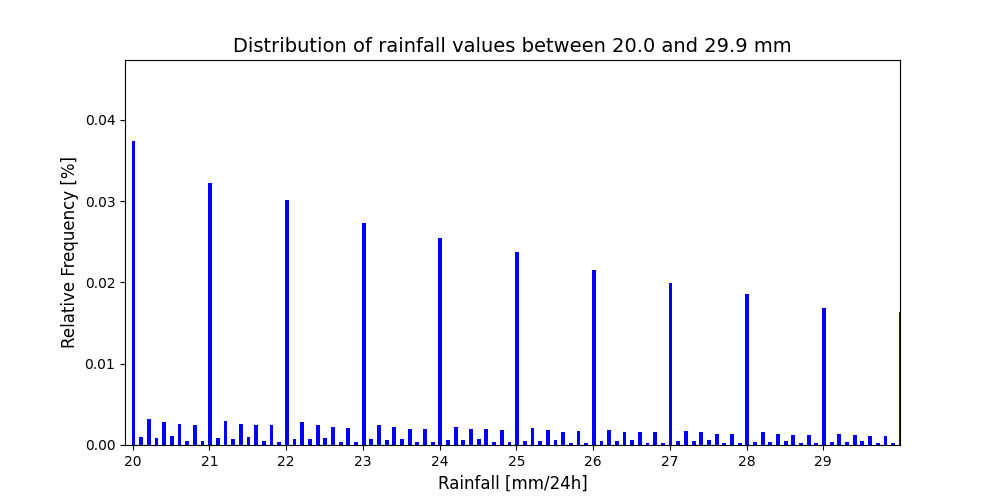 Distribution of rainfall values between 20.0 and 29.9 mm
Relative Frequency [%]
0.04
0.03
0.02
0.01
0.00
20 21 22 23 24 25 26 27 28 29
Rainfall [mm/24h]